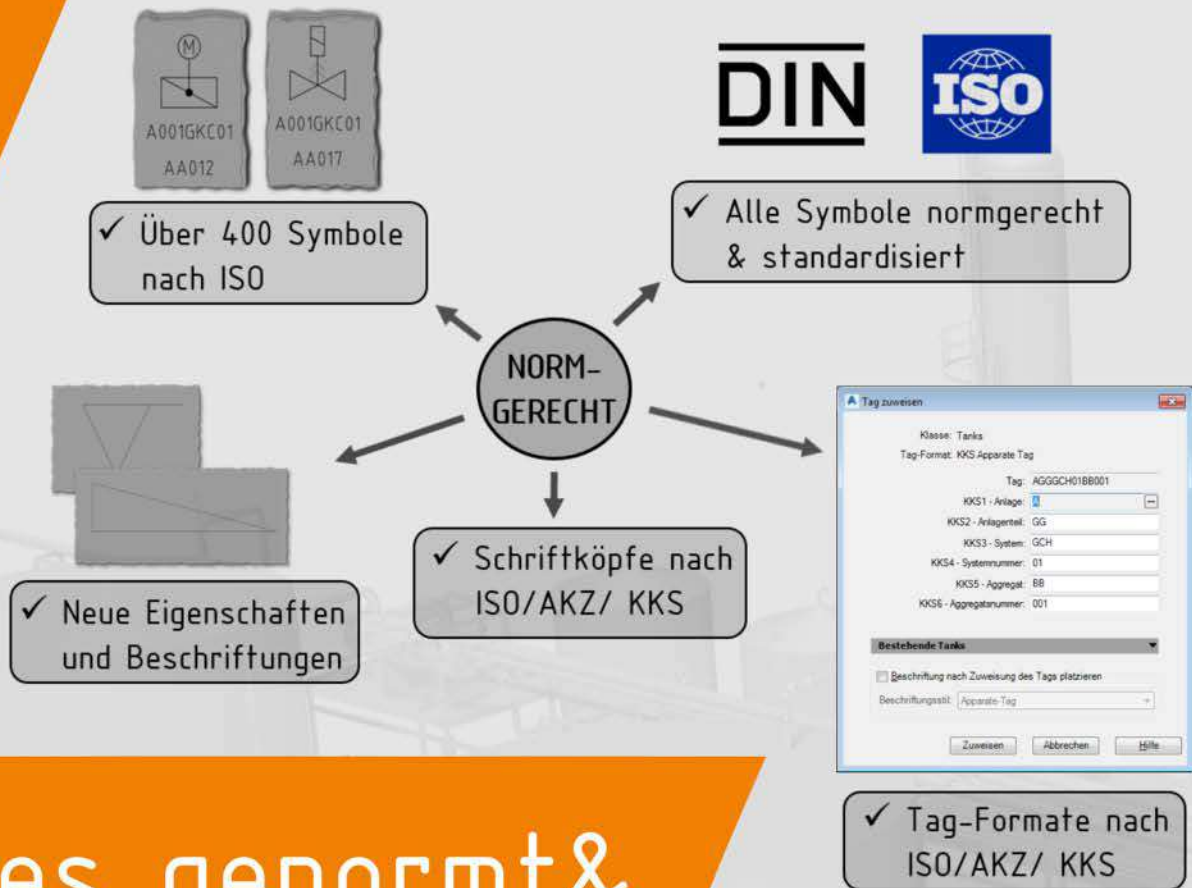 M
A001GKC01
AA012
A001GKC01
AA017
DIN
ISO
✓ Über 400 Symbole
nach ISO
✓ Alle Symbole normgerecht
& standardisiert
NORM-
GERECHT
✓ Neue Eigenschaften
und Beschriftungen
✓ Schriftköpfe nach
ISO/AKZ/ KKS
Tag zuweisen
Klasse: Tanks
Tag-Format: KKS Apparate Tag
Tag: AGGGCH01BB001
KKS1 - Anlage: A
KKS2 - Anlagenteil: GG
KKS3 - System: GCH
KKS4 - Systemnummer: 01
KKS5 - Aggregat: BB
KKS6 - Aggregatsnummer: 001
Bestehende Tanks
Beschriftung nach Zuweisung des Tags platzieren
Beschriftungsstil: Apparate-Tag
Zuweisen Abbrechen Hilfe
✓ Tag-Formate nach
ISO/AKZ/ KKS
es genormt&